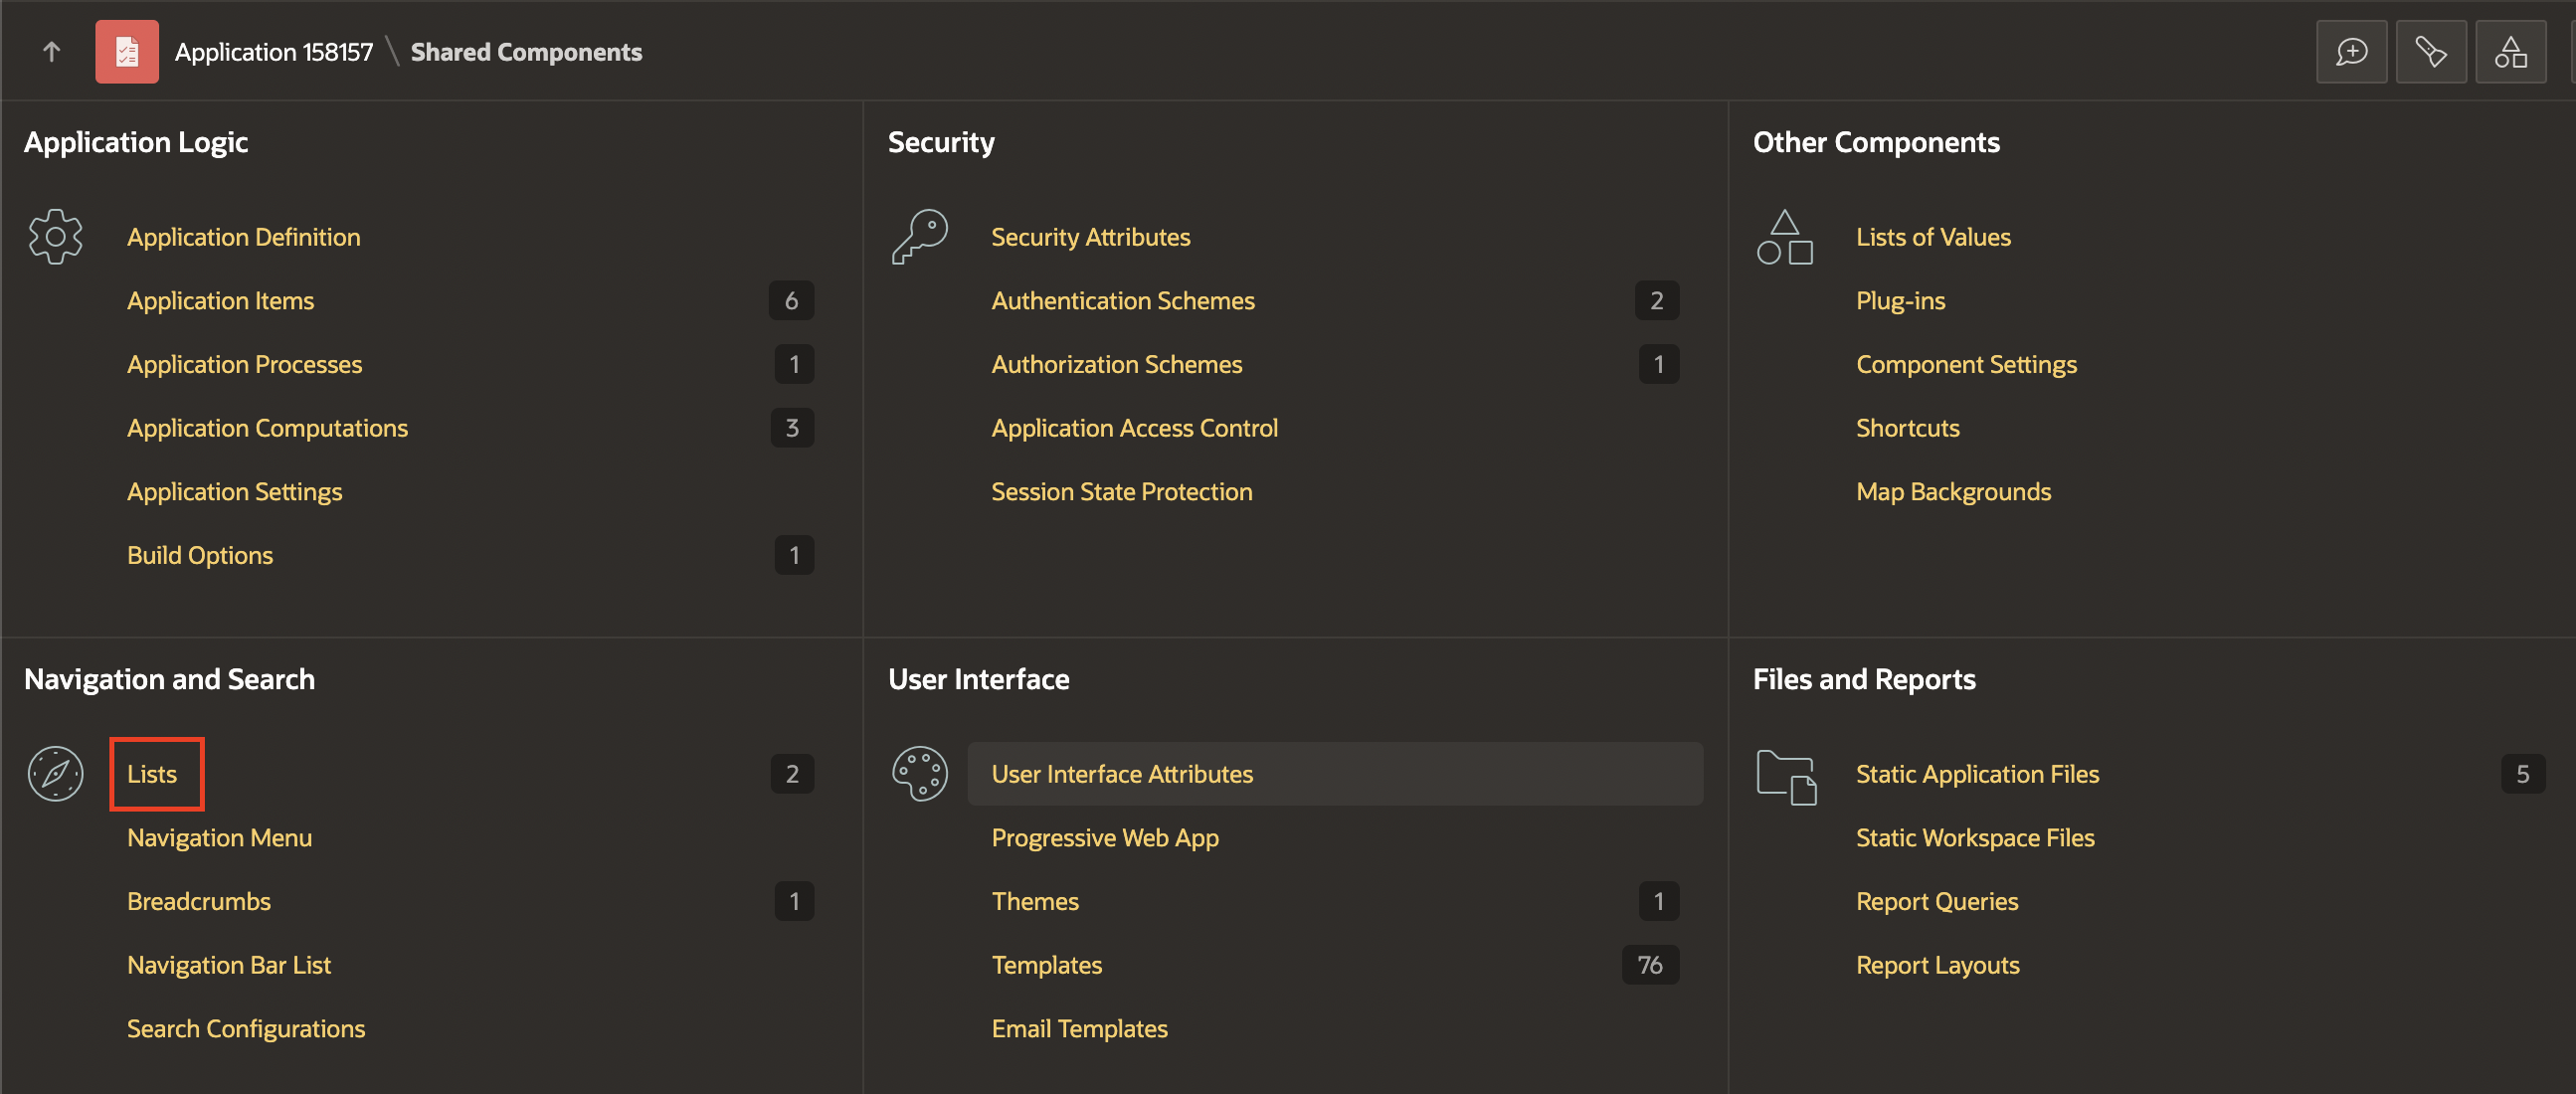 Application 158157 \ Shared Components
Application Logic
Application Definition
Application Items 6
Application Processes 1
Application Computations 3
Application Settings
Build Options 1
Security
Security Attributes
Authentication Schemes 2
Authorization Schemes 1
Application Access Control
Session State Protection
Other Components
Lists of Values
Plug-ins
Component Settings
Shortcuts
Map Backgrounds
Navigation and Search
Lists 2
Navigation Menu
Breadcrumbs 1
Navigation Bar List
Search Configurations
User Interface
User Interface Attributes
Progressive Web App
Themes 1
Templates 76
Email Templates
Files and Reports
Static Application Files 5
Static Workspace Files
Report Queries
Report Layouts